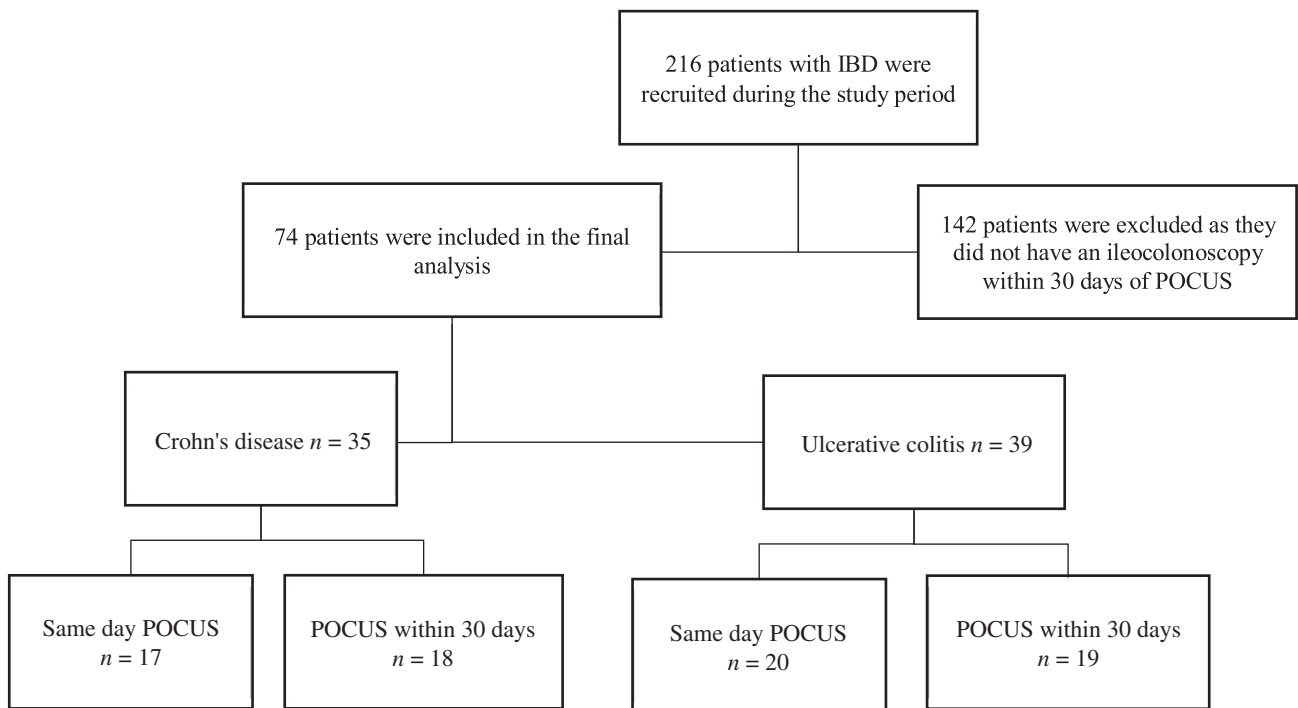 216 patients with IBD were
recruited during the study period
74 patients were included in the final
analysis
142 patients were excluded as they
did not have an ileocolonoscopy
within 30 days of POCUS
Crohn's disease n = 35
Ulcerative colitis n = 39
Same day POCUS
n = 17
POCUS within 30 days
n = 18
Same day POCUS
n = 20
POCUS within 30 days
n = 19